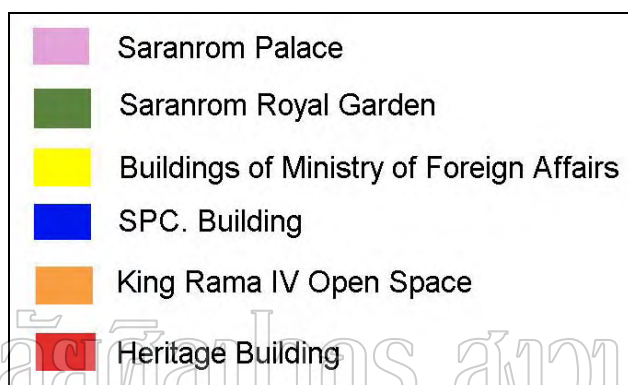 Saranrom Palace
Saranrom Royal Garden
Buildings of Ministry of Foreign Affairs
SPC. Building
King Rama IV Open Space
Heritage Building